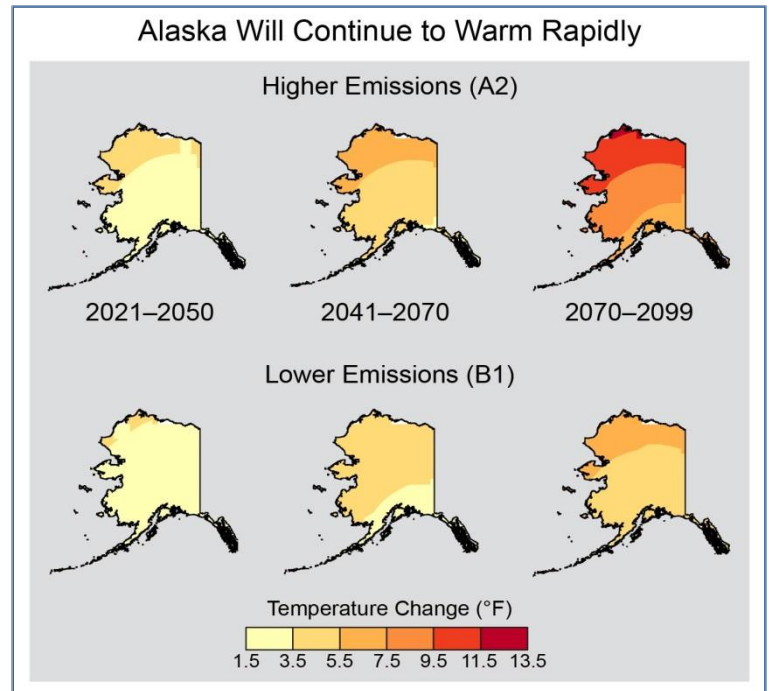 Alaska Will Continue to Warm Rapidly
Higher Emissions (A2)
2021–2050 2041–2070 2070–2099
Lower Emissions (B1)
Temperature Change (°F)
1.5 3.5 5.5 7.5 9.5 11.5 13.5